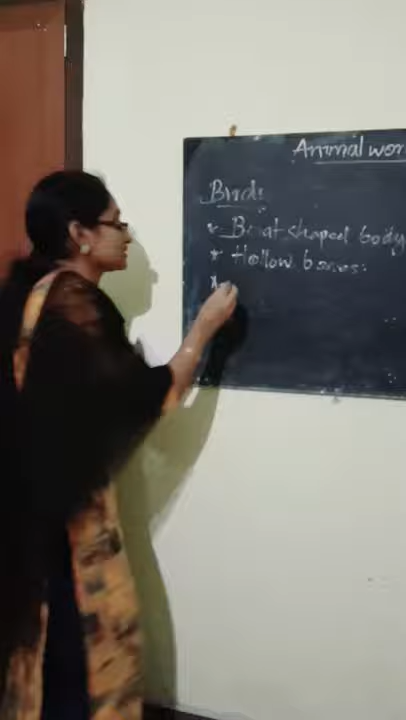 Animal wor
Birds
* Boat shaped body
* Hollow bones.
*